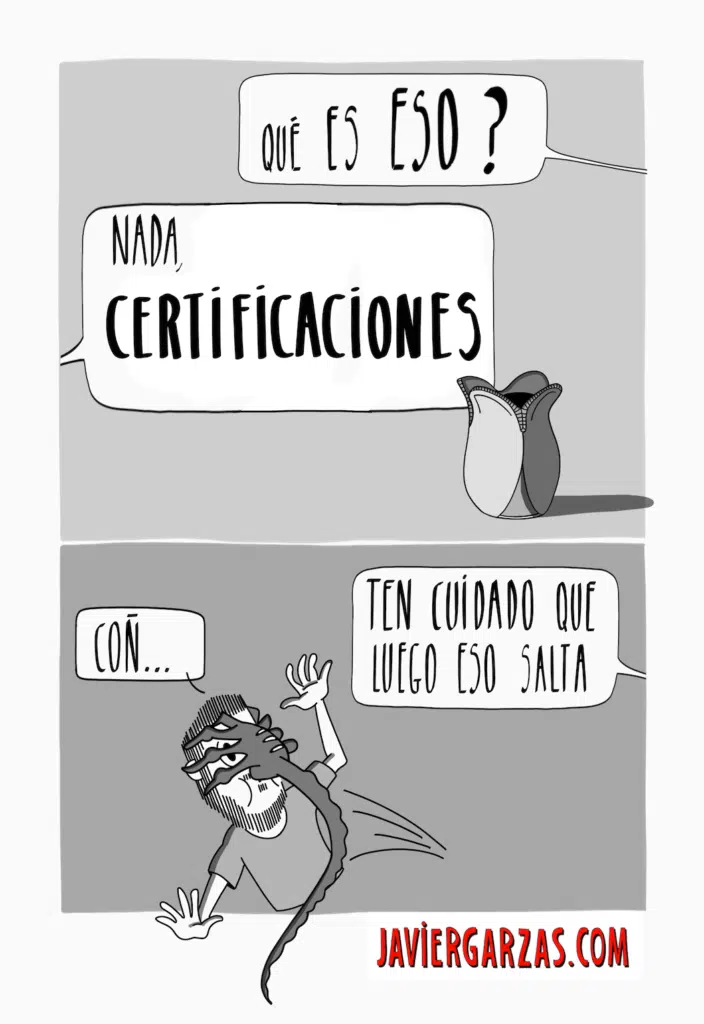 QUÉ ES ESO?
NADA,
CERTIFICACIONES
TEN CUIDADO QUE
LUEGO ESO SALTA
COÑ...
JAVIERGARZAS.COM